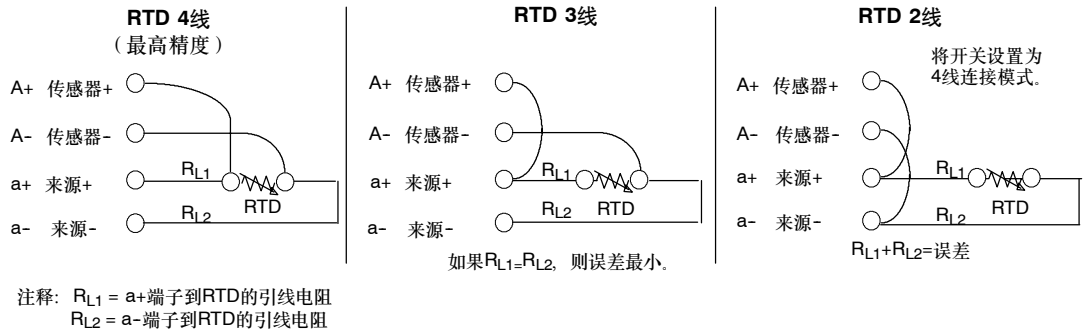 RTD 4线
（最高精度）
A+ 传感器+
A- 传感器-
a+ 来源+
a- 来源-
RL1
RL2
RTD
RTD 3线
A+ 传感器+
A- 传感器-
a+ 来源+
a- 来源-
RL1
RL2
RTD
如果RL1=RL2，则误差最小。
RTD 2线
将开关设置为
4线连接模式。
A+ 传感器+
A- 传感器-
a+ 来源+
a- 来源-
RL1
RL2
RTD
RL1+RL2=误差
注释: RL1 = a+端子到RTD的引线电阻
RL2 = a-端子到RTD的引线电阻